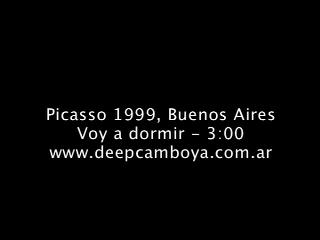 Picasso 1999, Buenos Aires
Voy a dormir - 3:00
www.deepcamboya.com.ar